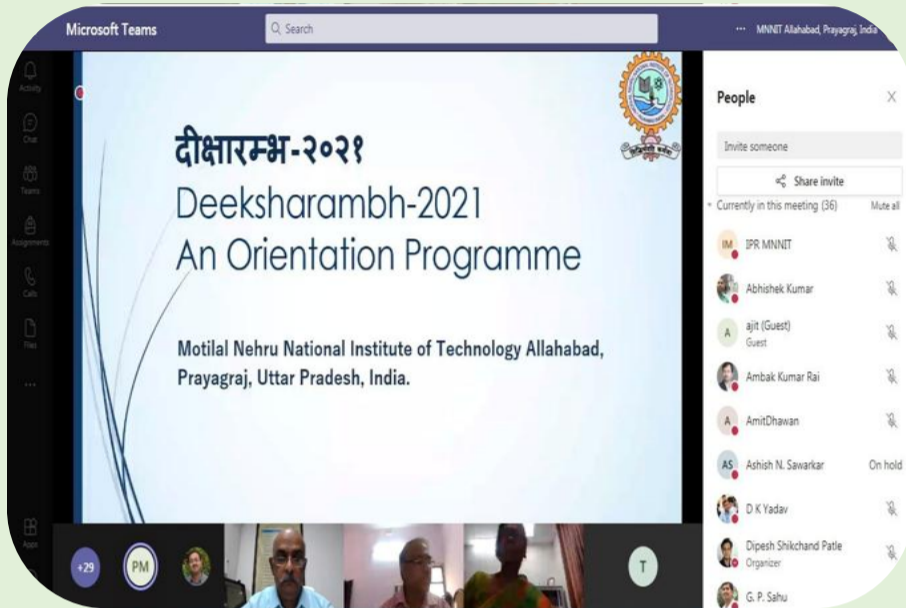 Microsoft Teams
Search
MNNIT Allahabad, Prayagraj, India
Activity
Chat
Teams
Assignments
Calls
Files
Apps
दीक्षारम्भ-२०२१
Deeksharambh-2021
An Orientation Programme
Motilal Nehru National Institute of Technology Allahabad,
Prayagraj, Uttar Pradesh, India.
+29
PM
T
People
Invite someone
Share invite
Currently in this meeting (36) Mute all
IM IPR MNNIT
Abhishek Kumar
A ajit (Guest)
Guest
Ambak Kumar Rai
A AmitDhawan
AS Ashish N. Sawarkar On hold
D K Yadav
Dipesh Shikchand Patle
Organizer
G. P. Sahu